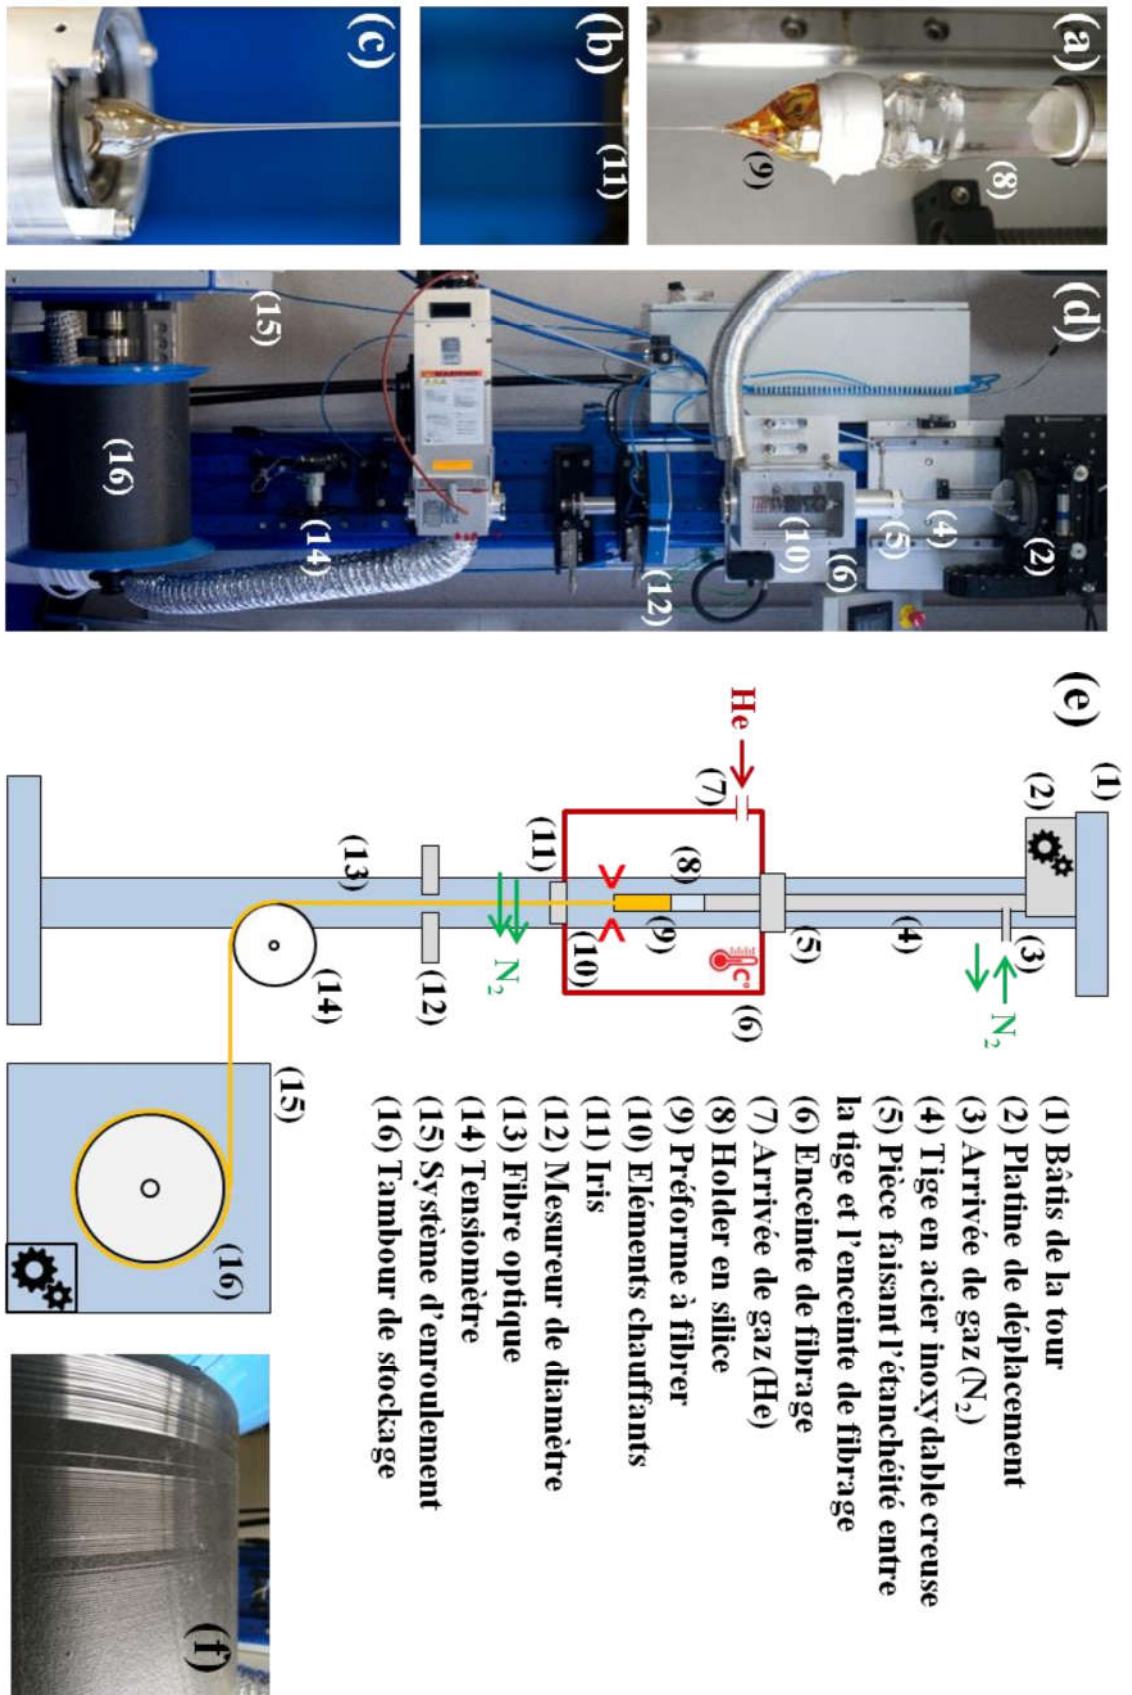 (a)
(8)
(9)
(b)
(11)
(c)
(d)
(2)
(4)
(5)
(6)
(10)
(12)
(14)
(15)
(16)
(e)
(1)
(2)
(3)
N2
(4)
(5)
(6)
(7)
He
C°
(8)
(9)
(10)
(11)
N2
(12)
(13)
(14)
(15)
(16)
(1) Bâtis de la tour
(2) Platine de déplacement
(3) Arrivée de gaz (N2)
(4) Tige en acier inoxydable creuse
(5) Pièce faisant l'étanchéité entre
la tige et l'enceinte de fibrage
(6) Enceinte de fibrage
(7) Arrivée de gaz (He)
(8) Holder en silice
(9) Préforme à fibrer
(10) Eléments chauffants
(11) Iris
(12) Mesureur de diamètre
(13) Fibre optique
(14) Tensiomètre
(15) Système d'enroulement
(16) Tambour de stockage
(f)